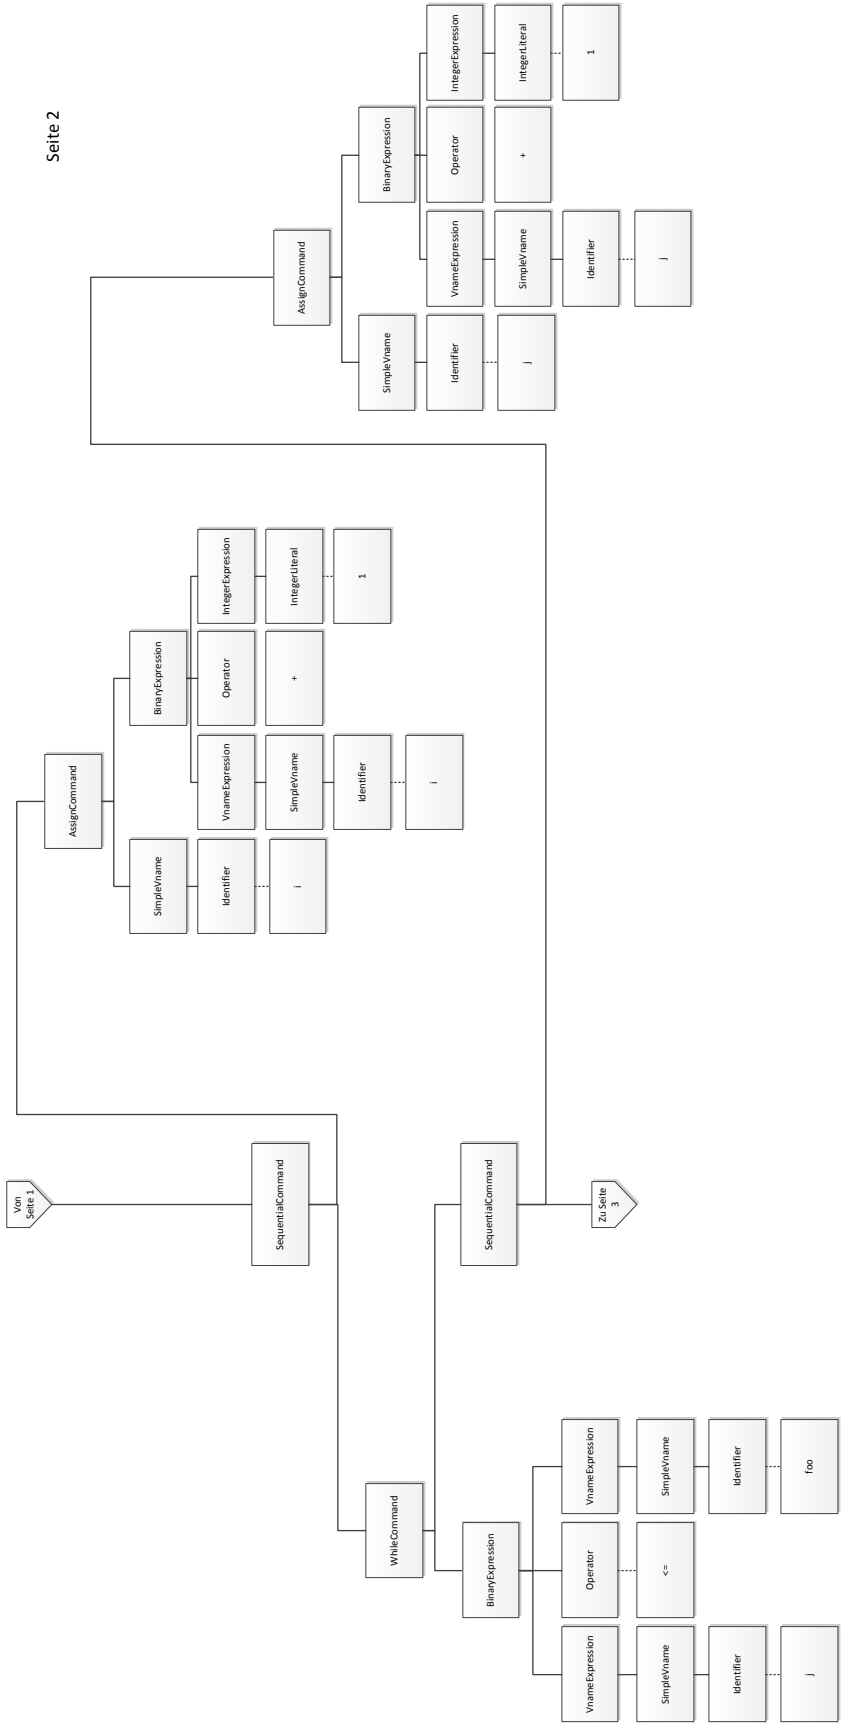 Seite 2
Von
Seite 1
SequentialCommand
WhileCommand
BinaryExpression
VnameExpression
Operator
VnameExpression
SimpleVname
<=
SimpleVname
Identifier
Identifier
j
foo
SequentialCommand
Zu Seite
3
AssignCommand
SimpleVname
BinaryExpression
Identifier
VnameExpression
Operator
IntegerExpression
i
SimpleVname
+
IntegerLiteral
Identifier
1
i
AssignCommand
SimpleVname
BinaryExpression
Identifier
VnameExpression
Operator
IntegerExpression
j
SimpleVname
+
IntegerLiteral
Identifier
1
j